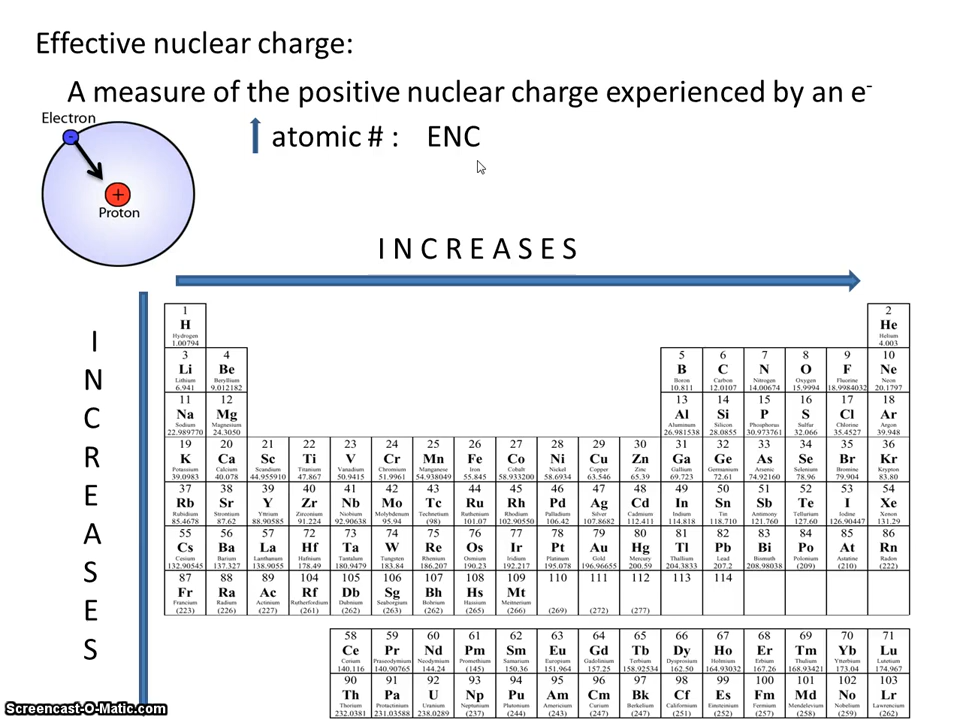 Effective nuclear charge:
A measure of the positive nuclear charge experienced by an e-
Electron
-
atomic # : ENC
+
Proton
I N C R E A S E S
I
N
C
R
E
A
S
E
S
1 2
H He
Hydrogen Helium
1.00794 4.003
3 4 5 6 7 8 9 10
Li Be B C N O F Ne
Lithium Beryllium Boron Carbon Nitrogen Oxygen Fluorine Neon
6.941 9.012182 10.811 12.0107 14.00674 15.9994 18.9984032 20.1797
11 12 13 14 15 16 17 18
Na Mg Al Si P S Cl Ar
Sodium Magnesium Aluminum Silicon Phosphorus Sulfur Chlorine Argon
22.989770 24.3050 26.981538 28.0855 30.973761 32.066 35.4527 39.948
19 20 21 22 23 24 25 26 27 28 29 30 31 32 33 34 35 36
K Ca Sc Ti V Cr Mn Fe Co Ni Cu Zn Ga Ge As Se Br Kr
Potassium Calcium Scandium Titanium Vanadium Chromium Manganese Iron Cobalt Nickel Copper Zinc Gallium Germanium Arsenic Selenium Bromine Krypton
39.0983 40.078 44.955910 47.867 50.9415 51.9961 54.938049 55.845 58.933200 58.6934 63.546 65.39 69.723 72.61 74.92160 78.96 79.904 83.80
37 38 39 40 41 42 43 44 45 46 47 48 49 50 51 52 53 54
Rb Sr Y Zr Nb Mo Tc Ru Rh Pd Ag Cd In Sn Sb Te I Xe
Rubidium Strontium Yttrium Zirconium Niobium Molybdenum Technetium Ruthenium Rhodium Palladium Silver Cadmium Indium Tin Antimony Tellurium Iodine Xenon
85.4678 87.62 88.90585 91.224 92.90638 95.94 (98) 101.07 102.90550 106.42 107.8682 112.411 114.818 118.710 121.760 127.60 126.90447 131.29
55 56 57 72 73 74 75 76 77 78 79 80 81 82 83 84 85 86
Cs Ba La Hf Ta W Re Os Ir Pt Au Hg Tl Pb Bi Po At Rn
Cesium Barium Lanthanum Hafnium Tantalum Tungsten Rhenium Osmium Iridium Platinum Gold Mercury Thallium Lead Bismuth Polonium Astatine Radon
132.90545 137.327 138.9055 178.49 180.9479 183.84 186.207 190.23 192.217 195.078 196.96655 200.59 204.3833 207.2 208.98038 (209) (210) (222)
87 88 89 104 105 106 107 108 109 110 111 112 113 114
Fr Ra Ac Rf Db Sg Bh Hs Mt
Francium Radium Actinium Rutherfordium Dubnium Seaborgium Bohrium Hassium Meitnerium
(223) (226) (227) (261) (262) (263) (262) (265) (266) (269) (272) (277)
58 59 60 61 62 63 64 65 66 67 68 69 70 71
Ce Pr Nd Pm Sm Eu Gd Tb Dy Ho Er Tm Yb Lu
Cerium Praseodymium Neodymium Promethium Samarium Europium Gadolinium Terbium Dysprosium Holmium Erbium Thulium Ytterbium Lutetium
140.116 140.90765 144.24 (145) 150.36 151.964 157.25 158.92534 162.50 164.93032 167.26 168.93421 173.04 174.967
90 91 92 93 94 95 96 97 98 99 100 101 102 103
Th Pa U Np Pu Am Cm Bk Cf Es Fm Md No Lr
Thorium Protactinium Uranium Neptunium Plutonium Americium Curium Berkelium Californium Einsteinium Fermium Mendelevium Nobelium Lawrencium
232.0381 231.03588 238.0289 (237) (244) (243) (247) (247) (251) (252) (257) (258) (259) (262)
Screencast-O-Matic.com